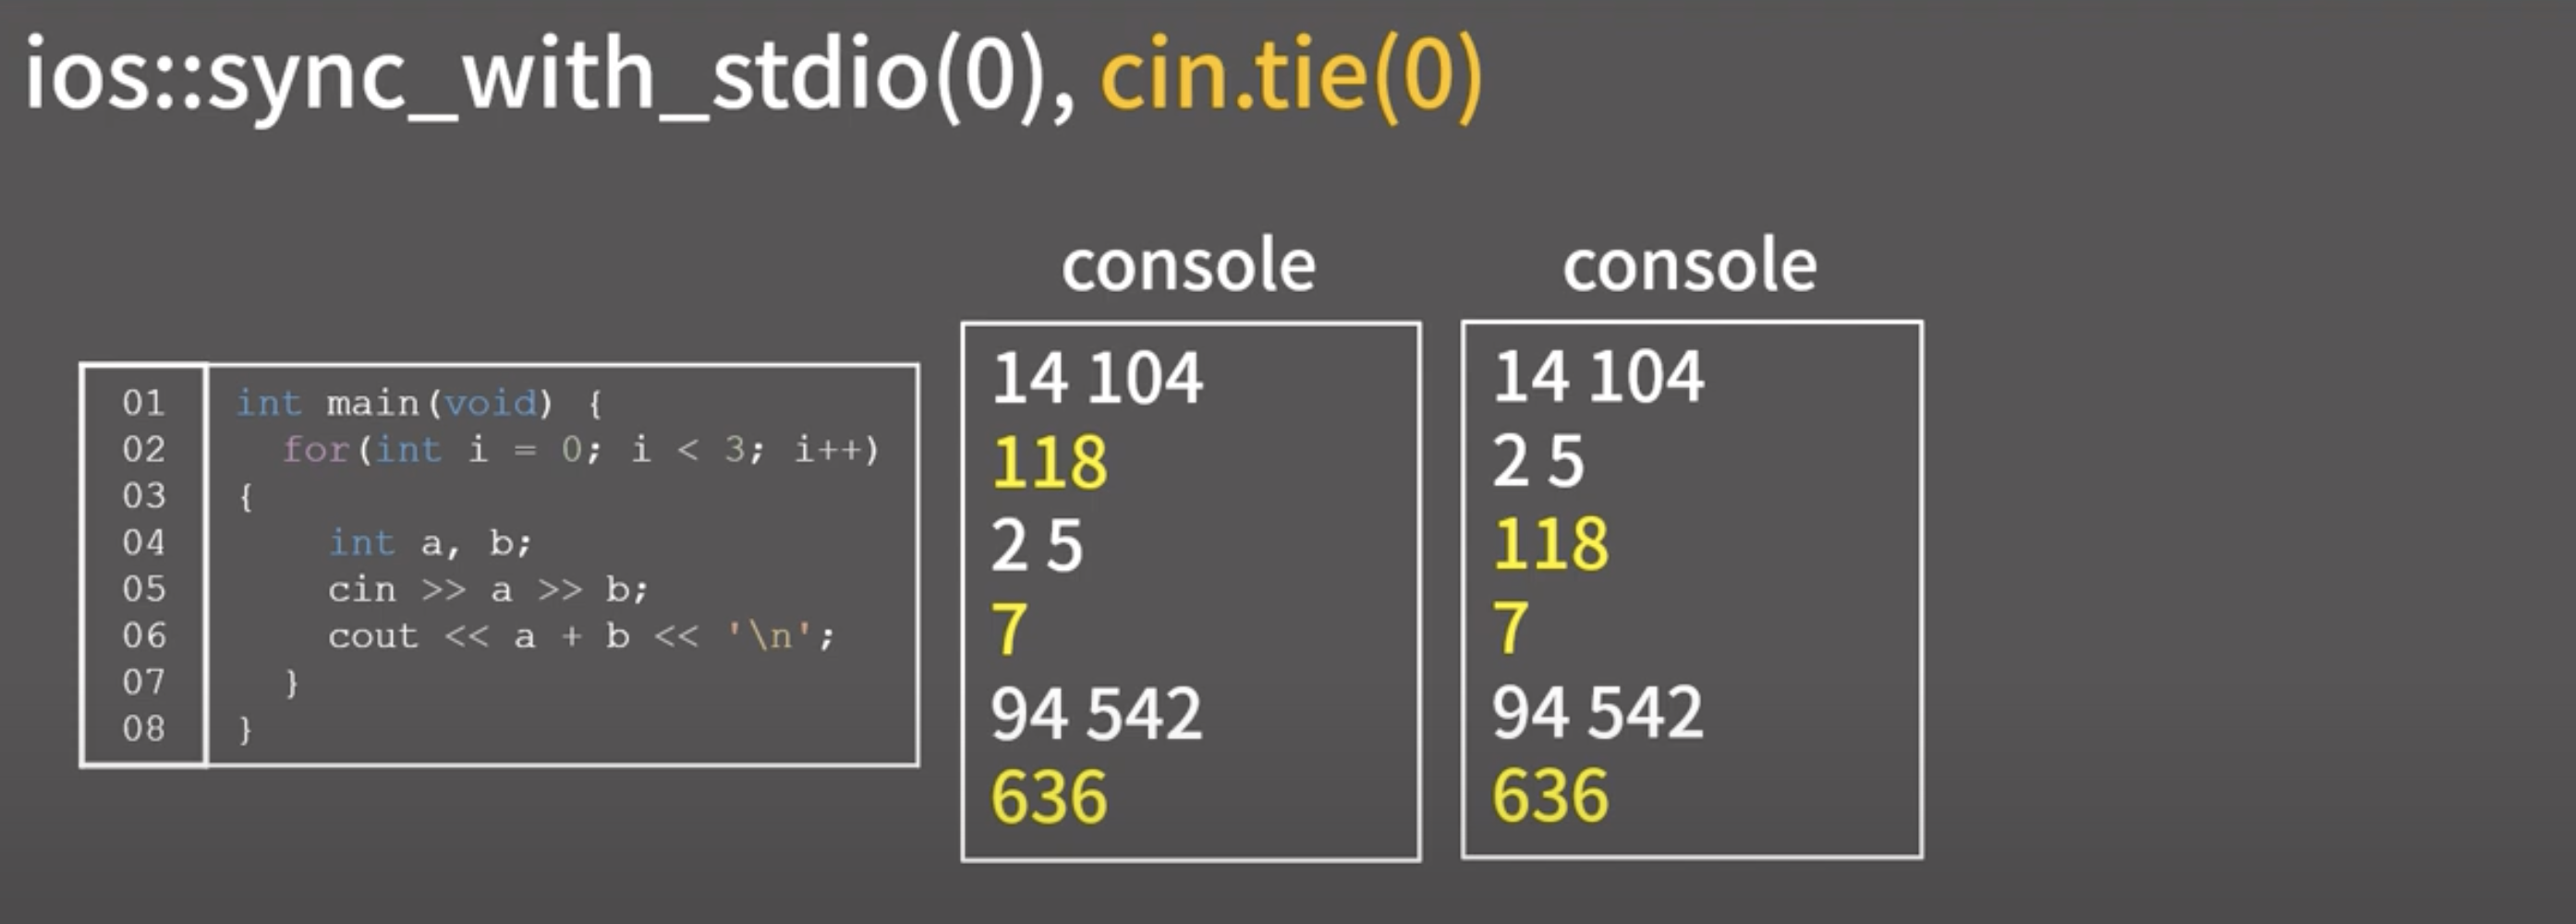 ios::sync_with_stdio(0), cin.tie(0)
01 int main(void) {
02 for(int i = 0; i < 3; i++)
03 {
04 int a, b;
05 cin >> a >> b;
06 cout << a + b << '\n';
07 }
08 }
console
14 104
118
2 5
7
94 542
636
console
14 104
2 5
118
7
94 542
636